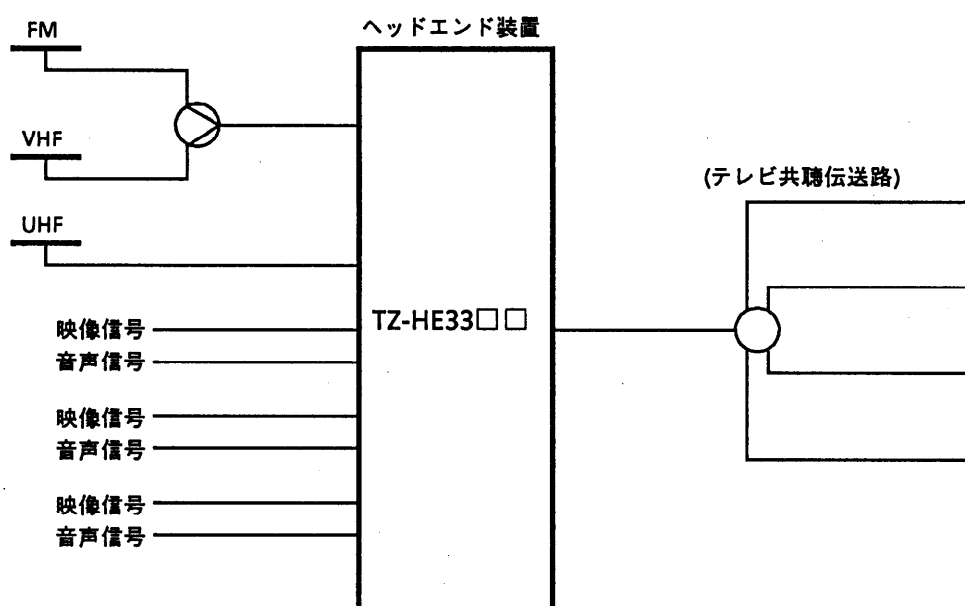 FM
ヘッドエンド装置
VHF
(テレビ共聴伝送路)
UHF
TZ-HE33□□
映像信号
音声信号
映像信号
音声信号
映像信号
音声信号